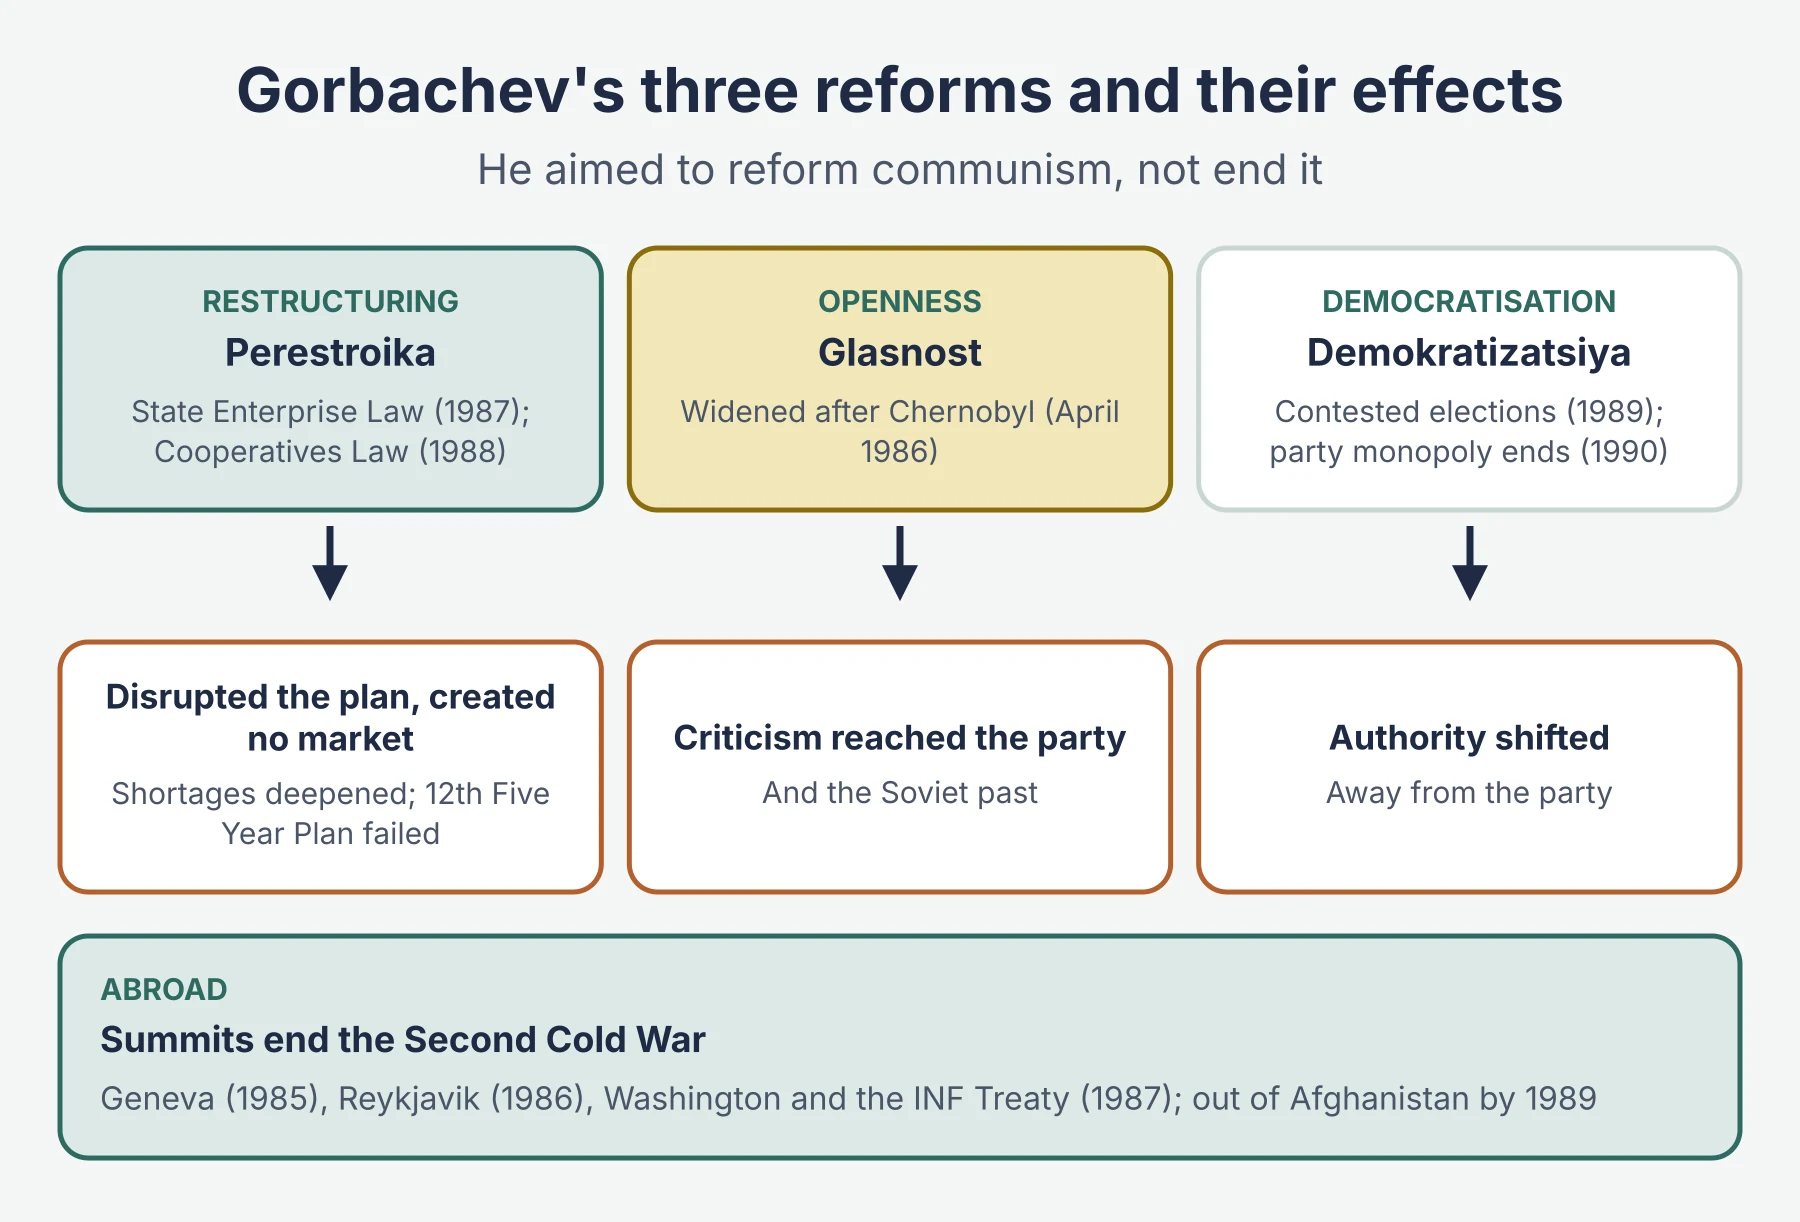 Gorbachev's three reforms and their effects
He aimed to reform communism, not end it
RESTRUCTURING
Perestroika
State Enterprise Law (1987);
Cooperatives Law (1988)
OPENNESS
Glasnost
Widened after Chernobyl (April
1986)
DEMOCRATISATION
Demokratizatsiya
Contested elections (1989);
party monopoly ends (1990)
Disrupted the plan, created
no market
Shortages deepened; 12th Five
Year Plan failed
Criticism reached the party
And the Soviet past
Authority shifted
Away from the party
ABROAD
Summits end the Second Cold War
Geneva (1985), Reykjavik (1986), Washington and the INF Treaty (1987); out of Afghanistan by 1989